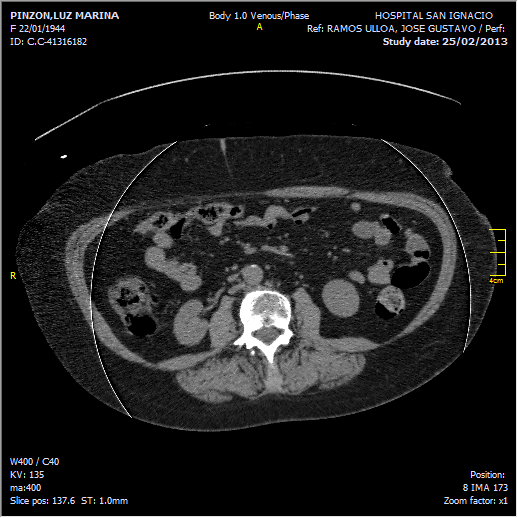 PINZON,LUZ MARINA
F 22/01/1944
ID: C.C-41316182
Body 1.0 Venous/Phase
A
HOSPITAL SAN IGNACIO
Ref: RAMOS ULLOA, JOSE GUSTAVO / Perf:
Study date: 25/02/2013
R
4cm
W400 / C40
KV: 135
ma:400
Slice pos: 137.6 ST: 1.0mm
Position:
8 IMA 173
Zoom factor: x1